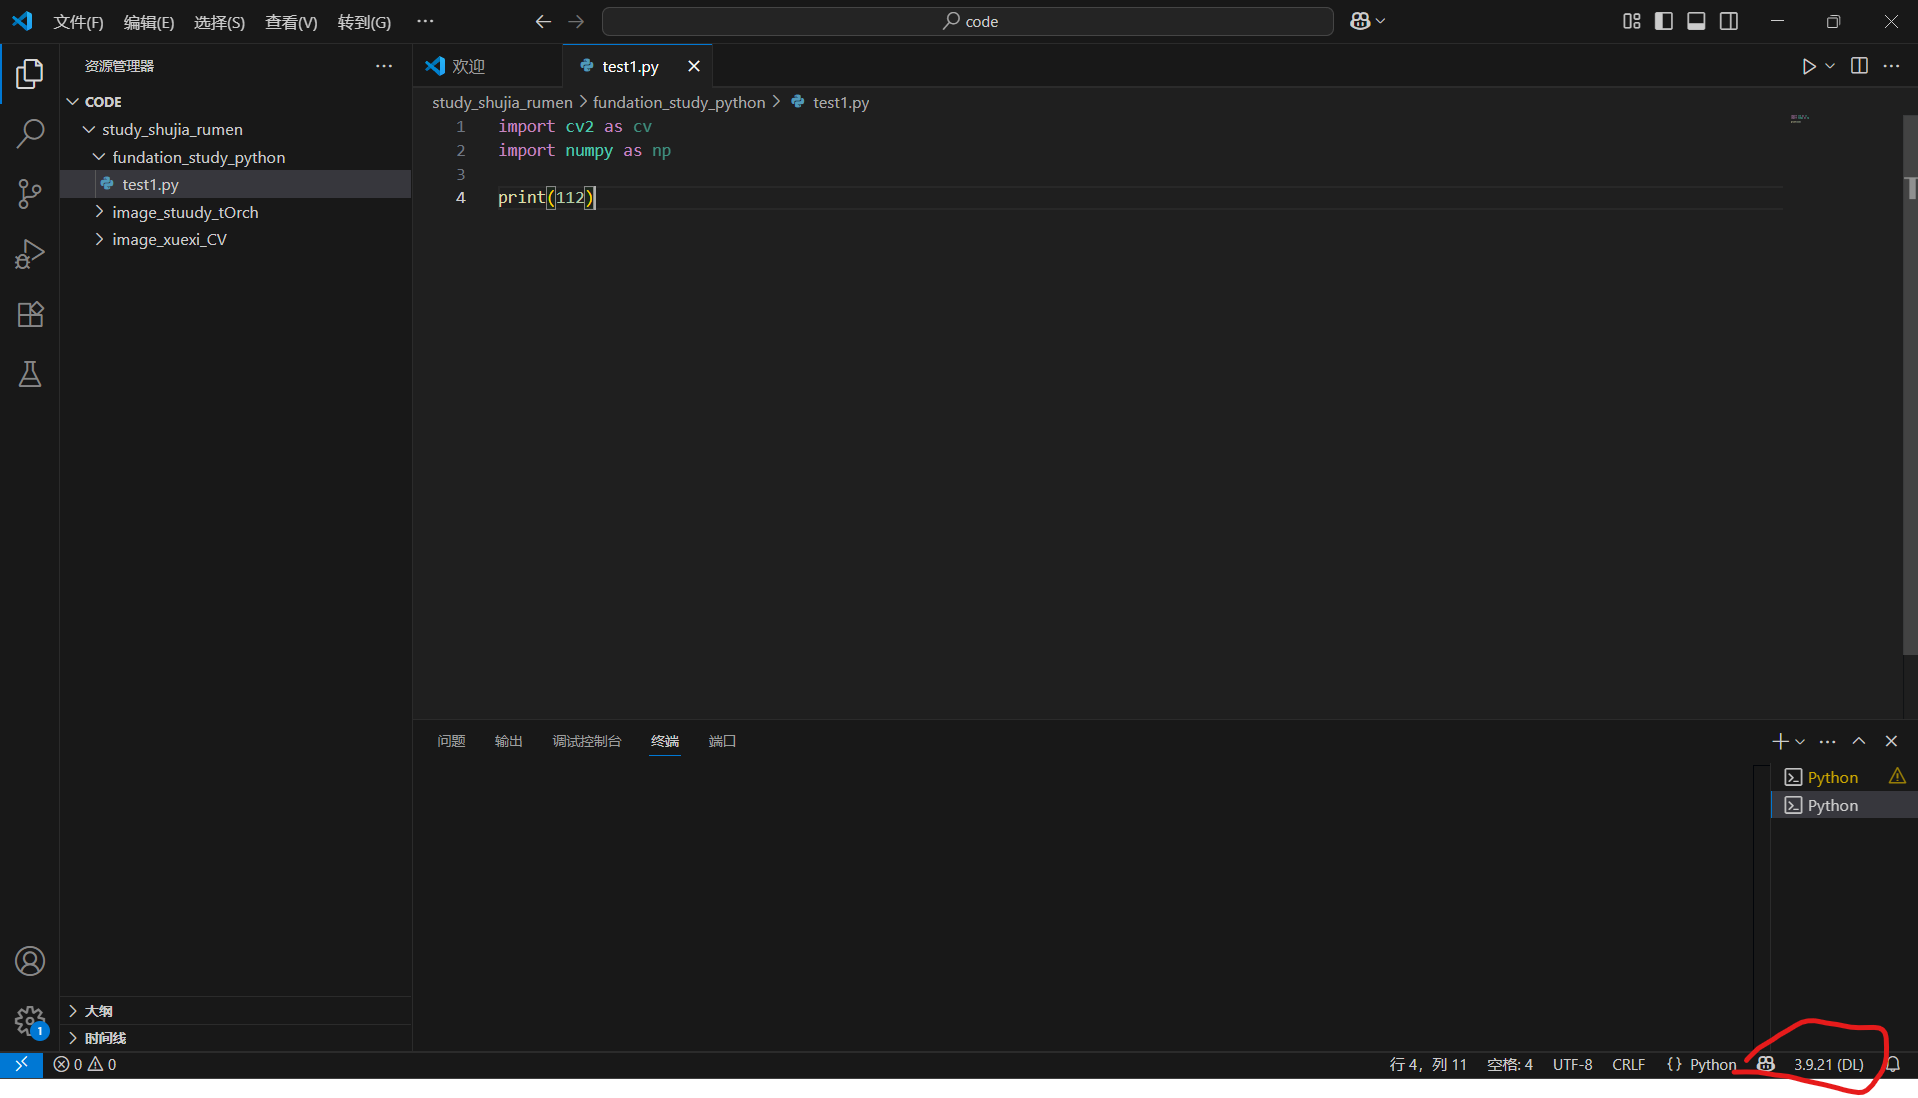 文件(F) 编辑(E) 选择(S) 查看(V) 转到(G) ··· code
资源管理器
CODE
study_shujia_rumen
fundation_study_python
test1.py
image_stuudy_tOrch
image_xuexi_CV
大纲
时间线
欢迎 test1.py
study_shujia_rumen > fundation_study_python > test1.py
1 import cv2 as cv
2 import numpy as np
3
4 print(112)
问题 输出 调试控制台 终端 端口
Python
Python
1
0 0 行 4, 列 11 空格: 4 UTF-8 CRLF {} Python 3.9.21 (DL)